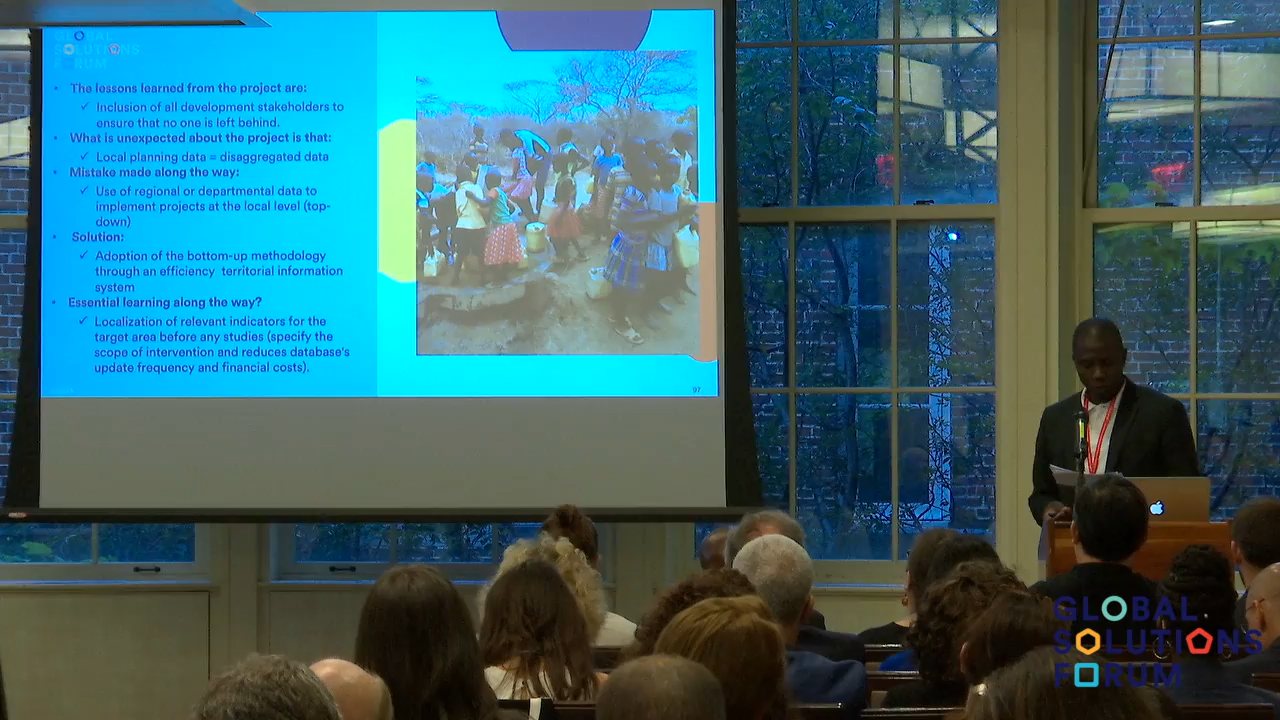 GLOBAL
SOLUTIONS
FORUM
• The lessons learned from the project are:
✓ Inclusion of all development stakeholders to
ensure that no one is left behind.
• What is unexpected about the project is that:
✓ Local planning data = disaggregated data
• Mistake made along the way:
✓ Use of regional or departmental data to
implement projects at the local level (top-
down)
• Solution:
✓ Adoption of the bottom-up methodology
through an efficiency territorial information
system
• Essential learning along the way?
✓ Localization of relevant indicators for the
target area before any studies (specify the
scope of intervention and reduces database's
update frequency and financial costs).
97
GLOBAL
SOLUTIONS
FORUM